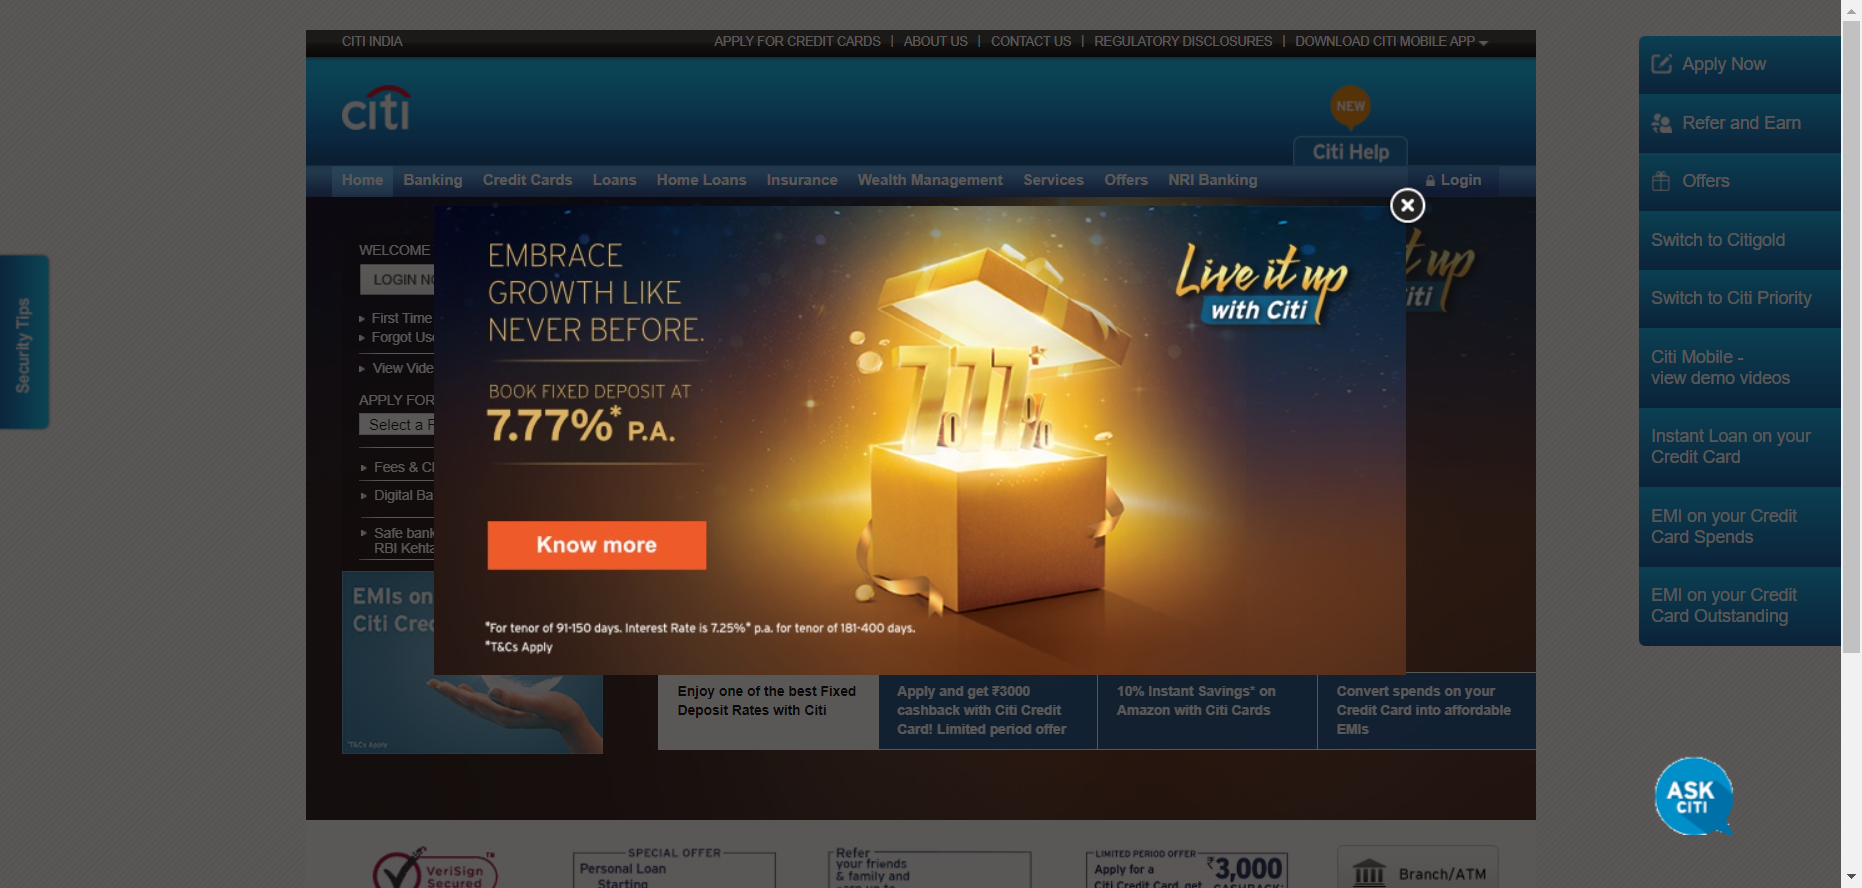 CITI INDIA
APPLY FOR CREDIT CARDS | ABOUT US | CONTACT US | REGULATORY DISCLOSURES | DOWNLOAD CITI MOBILE APP
citi
NEW
Citi Help
Home Banking Credit Cards Loans Home Loans Insurance Wealth Management Services Offers NRI Banking Login
Security Tips
WELCOME
LOGIN
First Time
Forgot
View
APPLY FOR
Select a
Fees &
Digital
Safe
RBI
EMIs on
Citi
*T&Cs Apply
EMBRACE
GROWTH LIKE
NEVER BEFORE.
BOOK FIXED DEPOSIT AT
7.77%* P.A.
Know more
*For tenor of 91-150 days. Interest Rate is 7.25%* p.a. for tenor of 181-400 days.
*T&Cs Apply
7.77%*
Live it up
with Citi
up
iti
Enjoy one of the best Fixed
Deposit Rates with Citi
Apply and get ₹3000
cashback with Citi Credit
Card! Limited period offer
10% Instant Savings* on
Amazon with Citi Cards
Convert spends on your
Credit Card into affordable
EMIs
Apply Now
Refer and Earn
Offers
Switch to Citigold
Switch to Citi Priority
Citi Mobile -
view demo videos
Instant Loan on your
Credit Card
EMI on your Credit
Card Spends
EMI on your Credit
Card Outstanding
ASK
CITI
VeriSign
Secured
TM
SPECIAL OFFER
Personal Loan
Starting
Refer
your friends
& family and
earn up to
LIMITED PERIOD OFFER
Apply for a
Citi Credit Card, get
₹3,000
CASHBACK
Branch/ATM